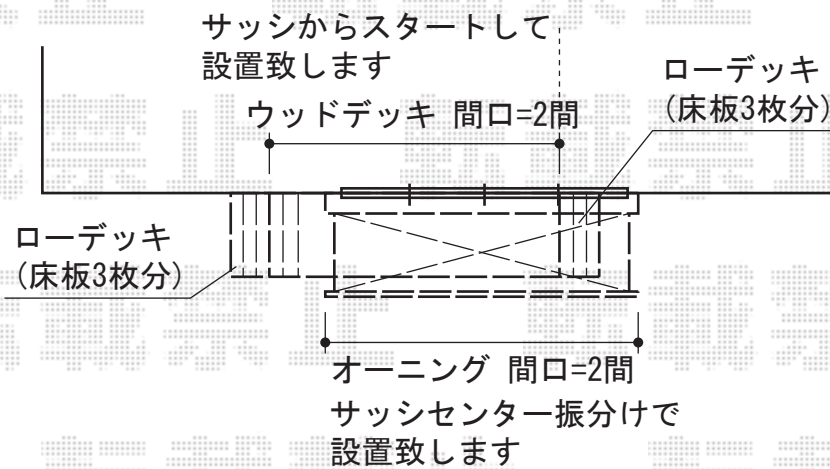 サッシからスタートして
設置致します
ウッドデッキ 間口=2間
ローデッキ
(床板3枚分)
ローデッキ
(床板3枚分)
オーニング 間口=2間
サッシセンター振分けで
設置致します